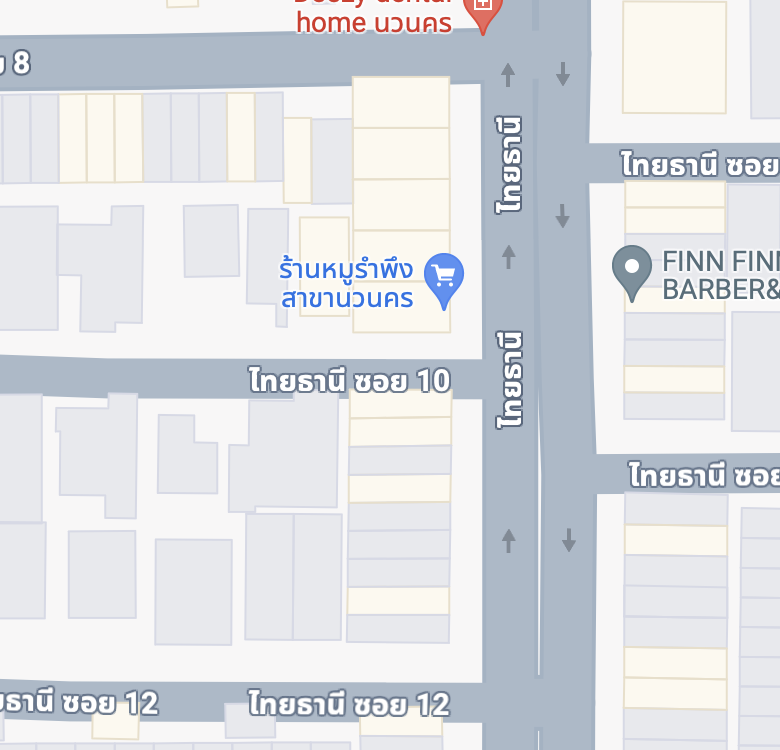 home นวนคร
8
ไทยธานี
ไทยธานี ซอย
ร้านหมูรำพึง
สาขานวนคร
FINN FINN
BARBER&
ไทยธานี
ไทยธานี ซอย 10
ไทยธานี ซอย
ซอย 12
ไทยธานี ซอย 12